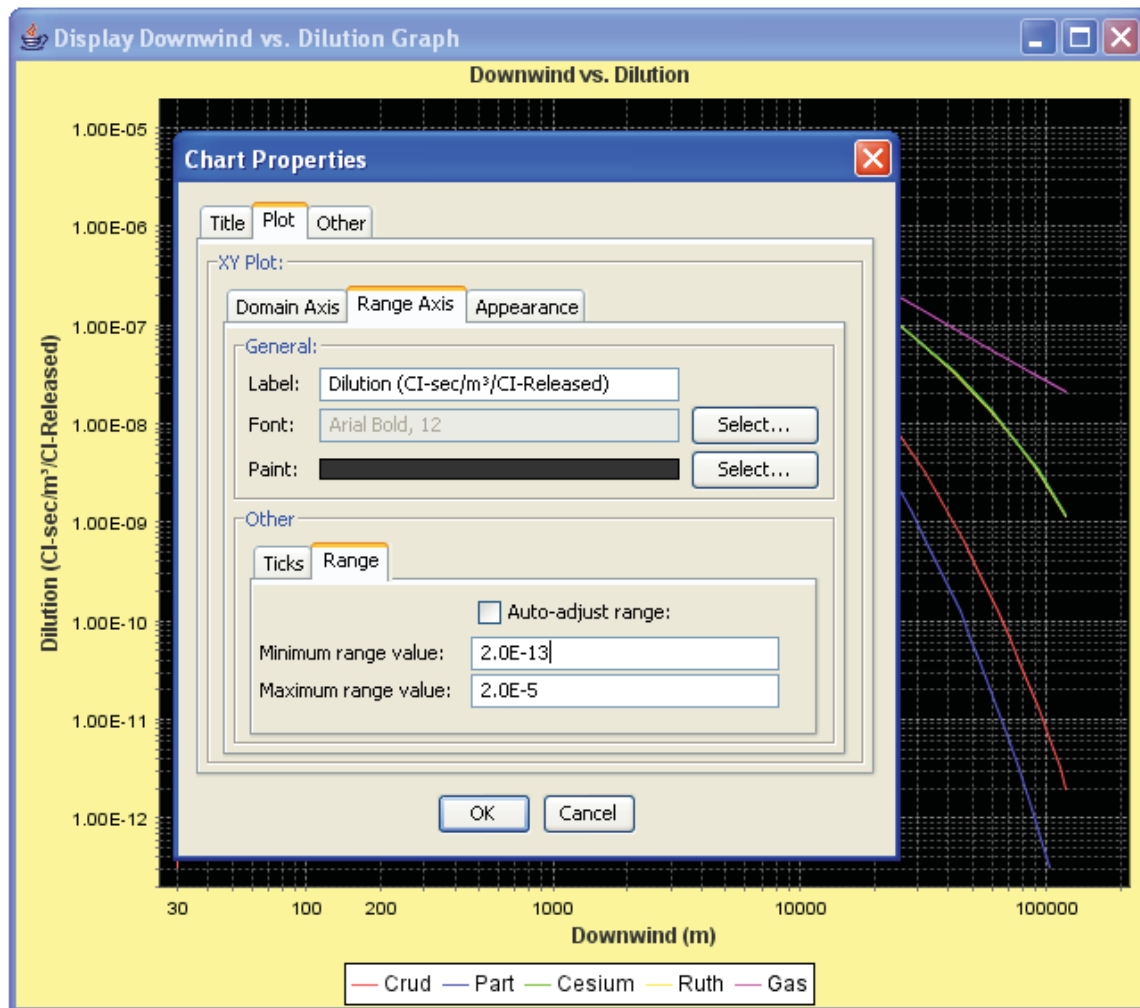 Display Downwind vs. Dilution Graph
Downwind vs. Dilution
1.00E-05
1.00E-06
1.00E-07
1.00E-08
1.00E-09
1.00E-10
1.00E-11
1.00E-12
Dilution (CI-sec/m³/CI-Released)
Chart Properties
Title Plot Other
XY Plot:
Domain Axis Range Axis Appearance
General:
Label: Dilution (CI-sec/m³/CI-Released)
Font: Arial Bold, 12 Select...
Paint: Select...
Other
Ticks Range
Auto-adjust range:
Minimum range value: 2.0E-13
Maximum range value: 2.0E-5
OK Cancel
30 100 200 1000 2000 10000 20000 100000
Downwind (m)
Crud Part Cesium Ruth Gas